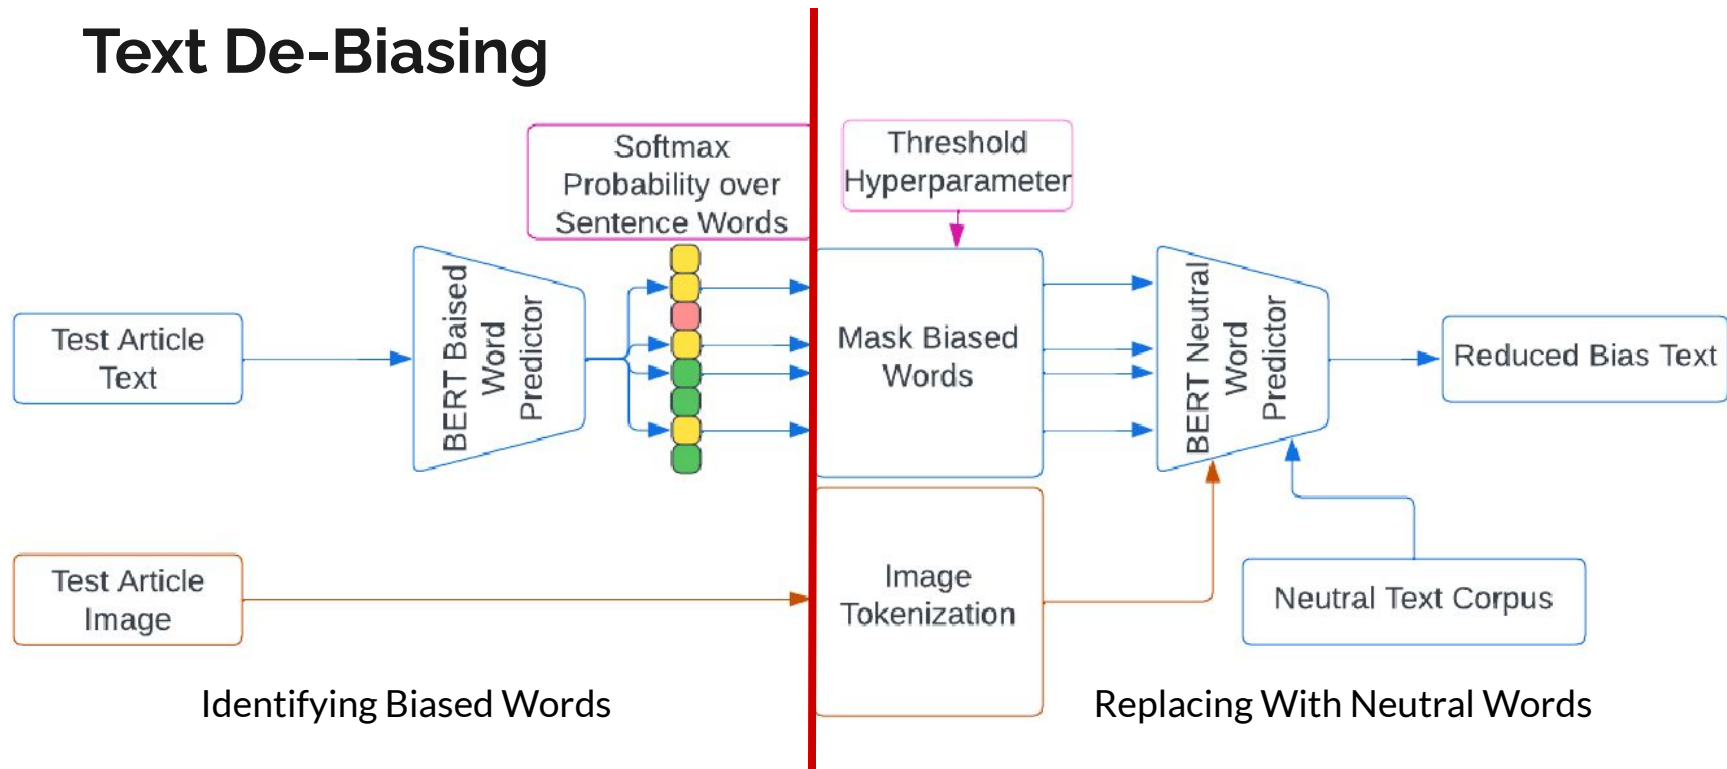 Text De-Biasing
Softmax
Probability over
Sentence Words
Threshold
Hyperparameter
Test Article
Text
BERT Baised
Word
Predictor
Mask Biased
Words
BERT Neutral
Word
Predictor
Reduced Bias Text
Test Article
Image
Image
Tokenization
Neutral Text Corpus
Identifying Biased Words
Replacing With Neutral Words